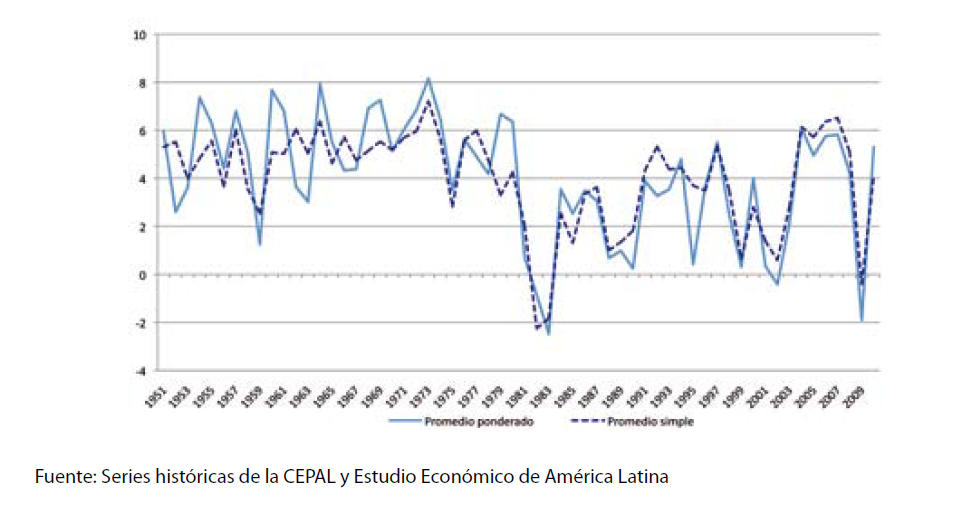 10
8
6
4
2
0
-2
-4
1951 1953 1955 1957 1959 1961 1963 1965 1967 1969 1971 1973 1975 1977 1979 1981 1983 1985 1987 1989 1991 1993 1995 1997 1999 2001 2003 2005 2007 2009
Promedio ponderado Promedio simple
Fuente: Series históricas de la CEPAL y Estudio Económico de América Latina